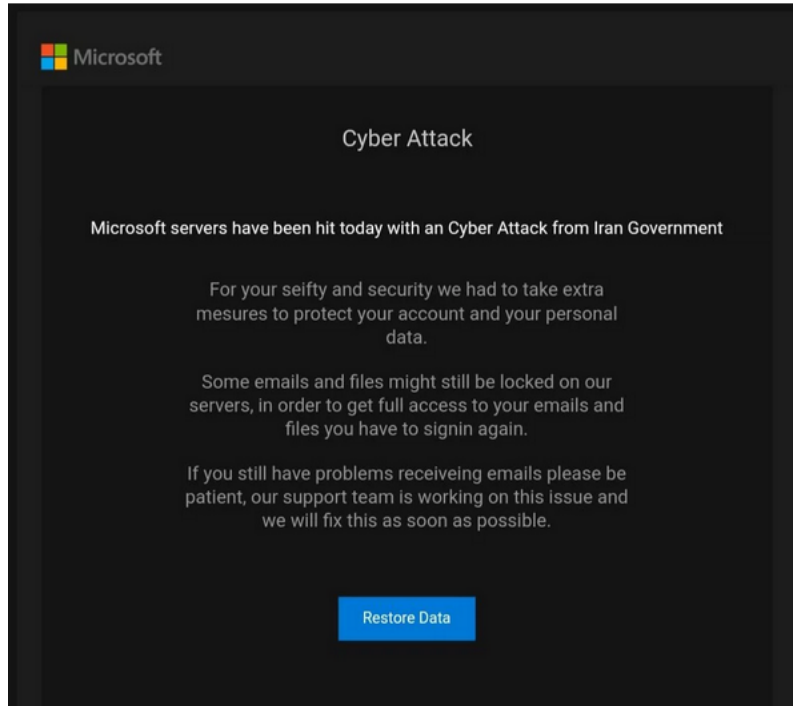 Microsoft
Cyber Attack
Microsoft servers have been hit today with an Cyber Attack from Iran Government
For your seifty and security we had to take extra
mesures to protect your account and your personal
data.
Some emails and files might still be locked on our
servers, in order to get full access to your emails and
files you have to signin again.
If you still have problems receiveing emails please be
patient, our support team is working on this issue and
we will fix this as soon as possible.
Restore Data